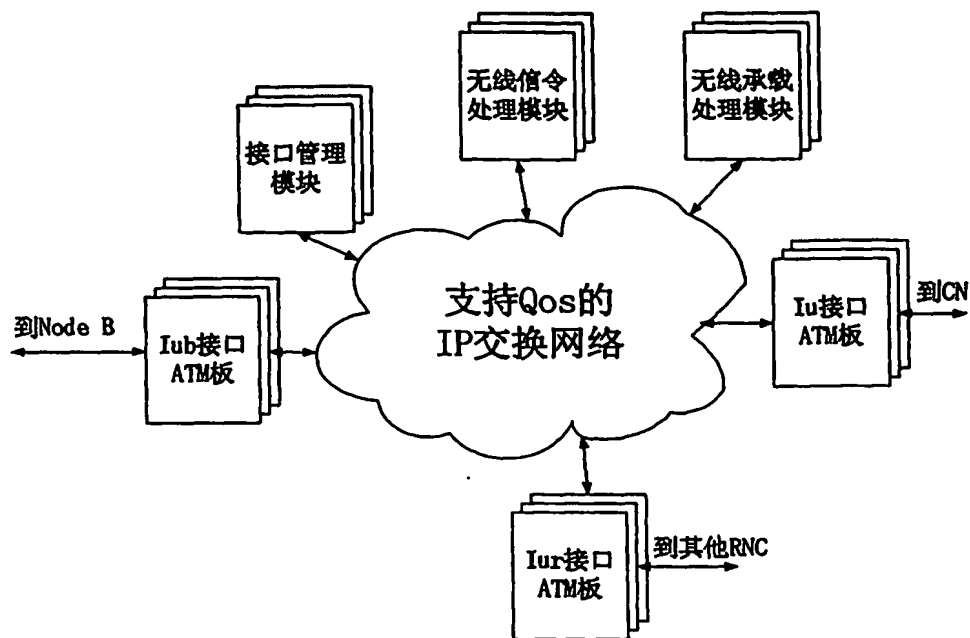 无线信令
处理模块
无线承载
处理模块
接口管理
模块
支持Qos的
IP交换网络
到Node B
Iub接口
ATM板
Iu接口
ATM板
到CN
Iur接口
ATM板
到其他RNC